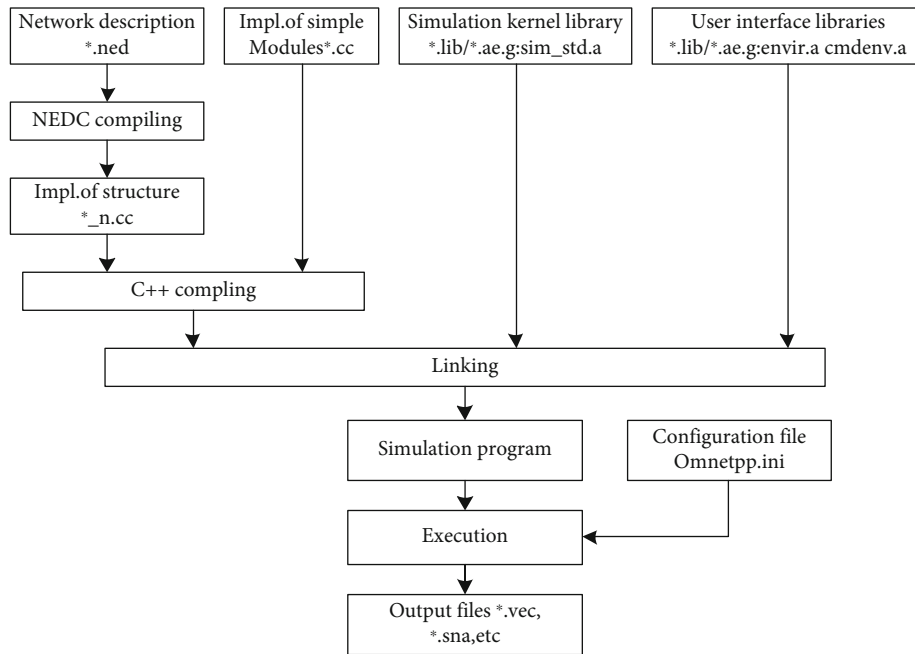 Network description
*.ned
Impl.of simple
Modules*.cc
Simulation kernel library
*.lib/*.ae.g:sim_std.a
User interface libraries
*.lib/*.ae.g:envir.a cmdenv.a
NEDC compiling
Impl.of structure
*_n.cc
C++ compling
Linking
Simulation program
Configuration file
Omnetpp.ini
Execution
Output files *.vec,
*.sna,etc